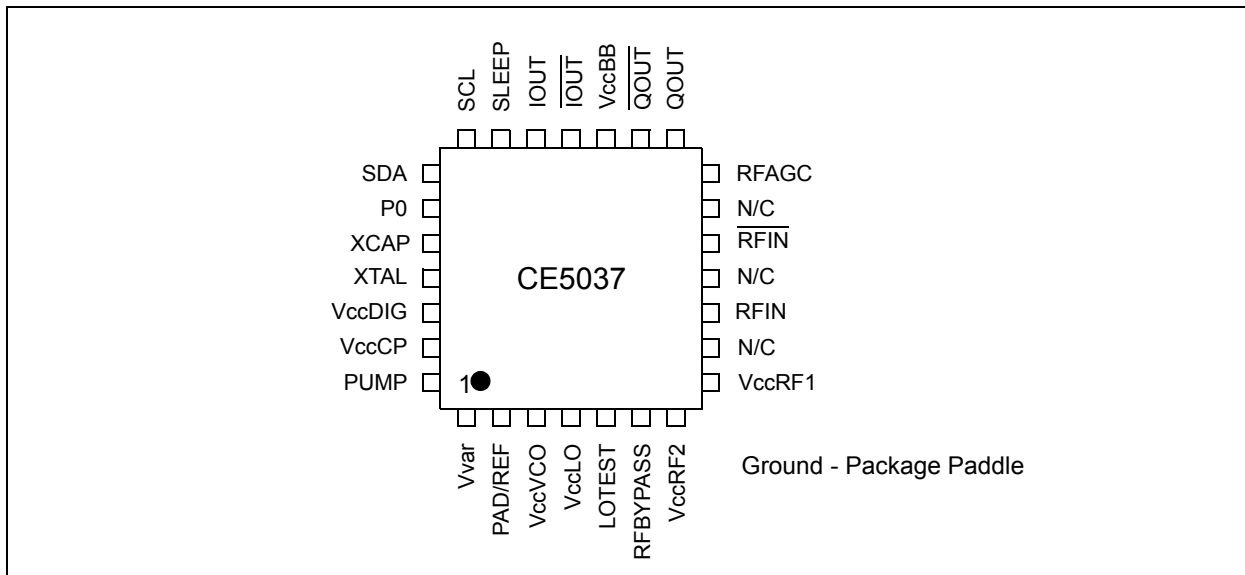 SCL
SLEEP
IOUT
IOUT
VccBB
QOUT
QOUT
SDA
P0
XCAP
XTAL
VccDIG
VccCP
PUMP
CE5037
1
RFAGC
N/C
RFIN
N/C
RFIN
N/C
VccRF1
Vvar
PAD/REF
VccVCO
VccLO
LOTEST
RFBYPASS
VccRF2
Ground - Package Paddle